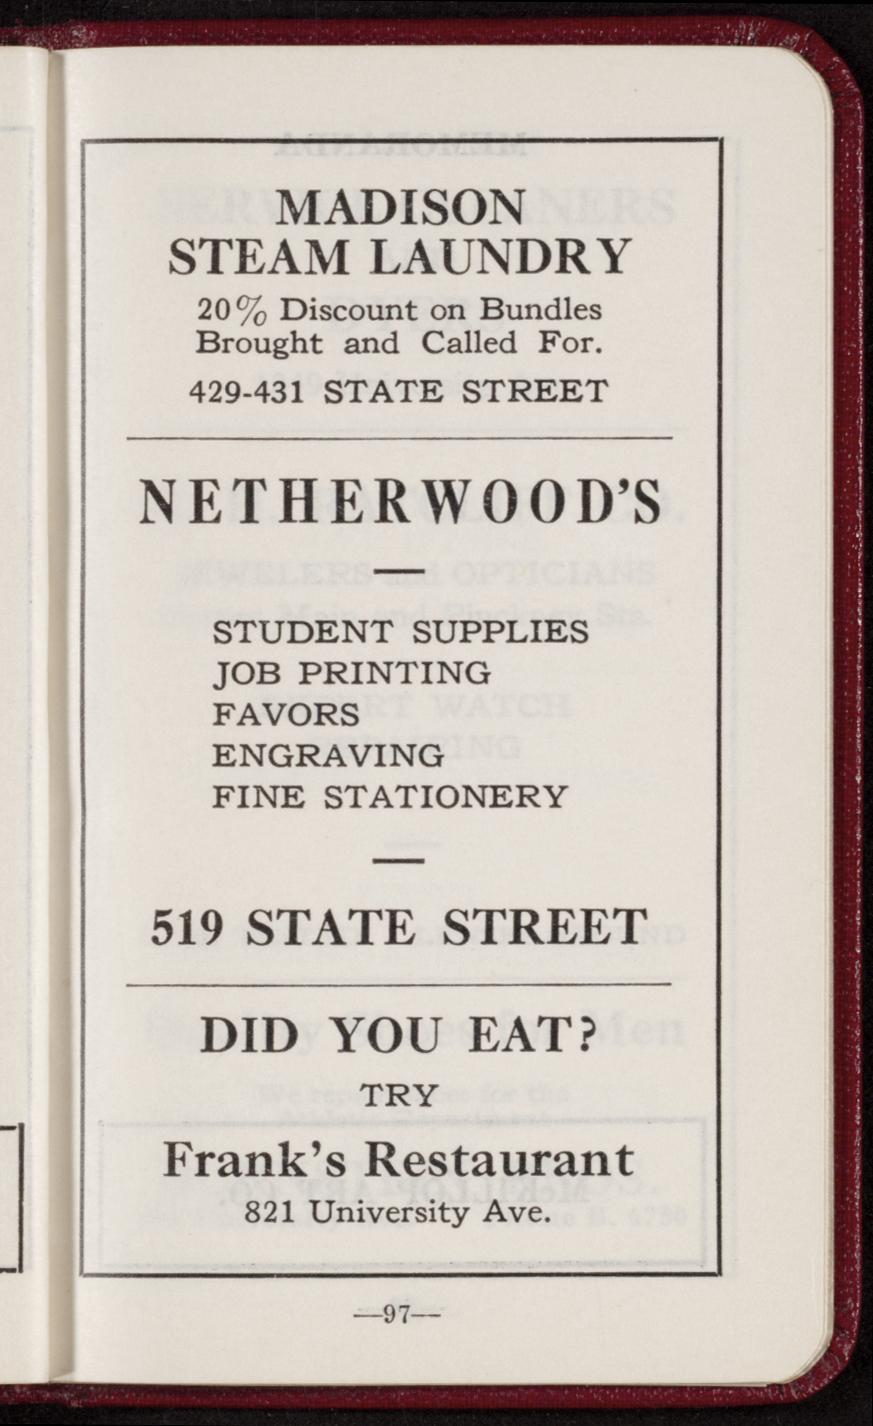 MADISON
STEAM LAUNDRY
20% Discount on Bundles
Brought and Called For.
429-431 STATE STREET
NETHERWOOD'S
STUDENT SUPPLIES
JOB PRINTING
FAVORS
ENGRAVING
FINE STATIONERY
519 STATE STREET
DID YOU EAT?
TRY
Frank's Restaurant
821 University Ave.
—97—